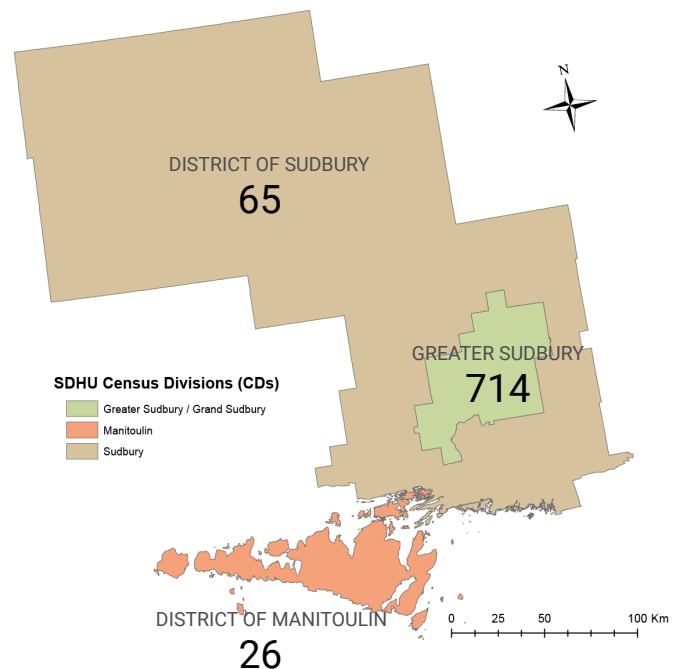 N
DISTRICT OF SUDBURY
65
GREATER SUDBURY
714
SDHU Census Divisions (CDs)
Greater Sudbury / Grand Sudbury
Manitoulin
Sudbury
DISTRICT OF MANITOULIN
26
0 25 50 100 Km